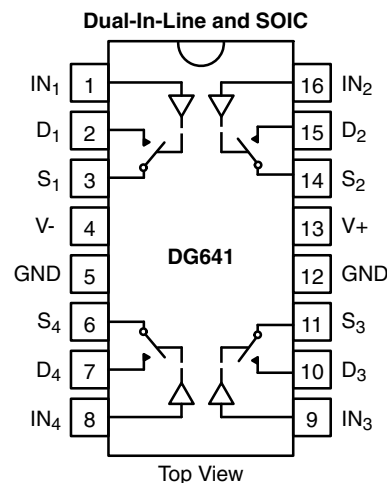 Dual-In-Line and SOIC
IN1 1 16 IN2
D1 2 15 D2
S1 3 14 S2
V- 4 13 V+
GND 5 DG641 12 GND
S4 6 11 S3
D4 7 10 D3
IN4 8 9 IN3
Top View